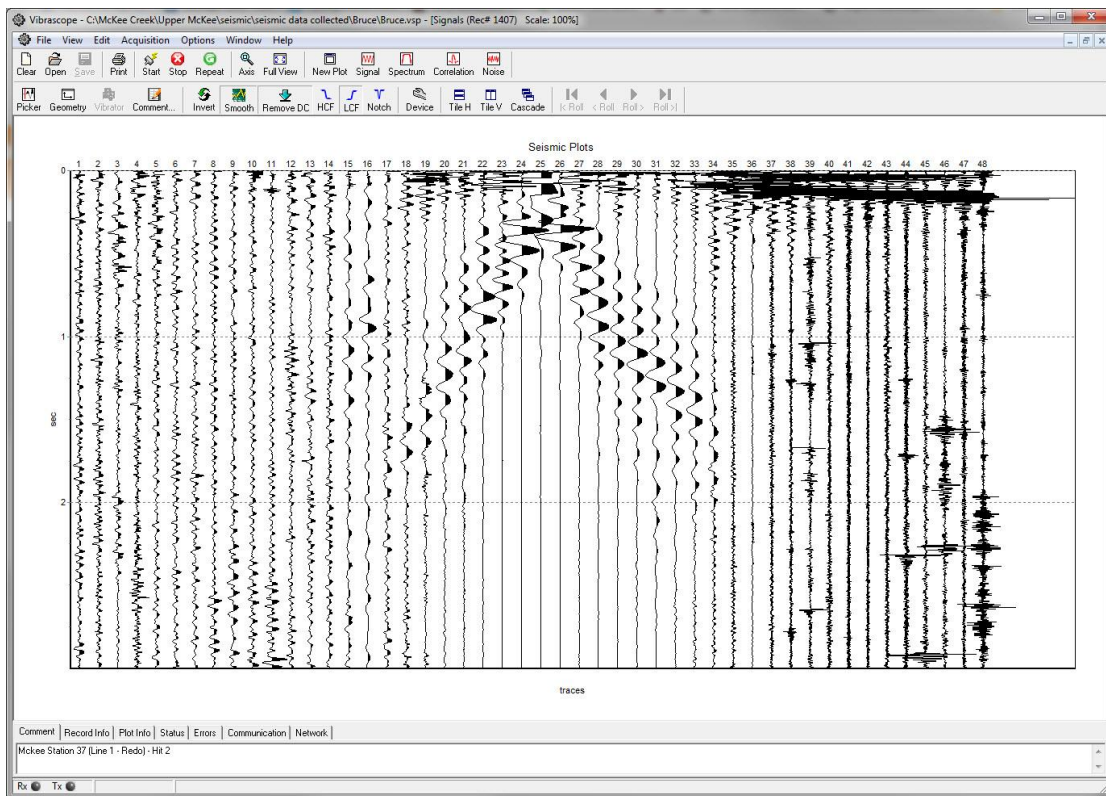 Vibrascope - C:\McKee Creek\Upper McKee\seismic\seismic data collected\Bruce\Bruce.vsp - [Signals (Rec# 1407) Scale: 100%]
File View Edit Acquisition Options Window Help
Clear Open Save Print Start Stop Repeat Axis Full View New Plot Signal Spectrum Correlation Noise
Picker Geometry Vibrator Comment... Invert Smooth Remove DC HCF LCF Notch Device Tile H Tile V Cascade |< Roll < Roll Roll > Roll >|
Seismic Plots
1 2 3 4 5 6 7 8 9 10 11 12 13 14 15 16 17 18 19 20 21 22 23 24 25 26 27 28 29 30 31 32 33 34 35 36 37 38 39 40 41 42 43 44 45 46 47 48
0
1
sec
2
traces
Comment Record Info Plot Info Status Errors Communication Network
Mckee Station 37 (Line 1 - Redo) - Hit 2
Rx Tx